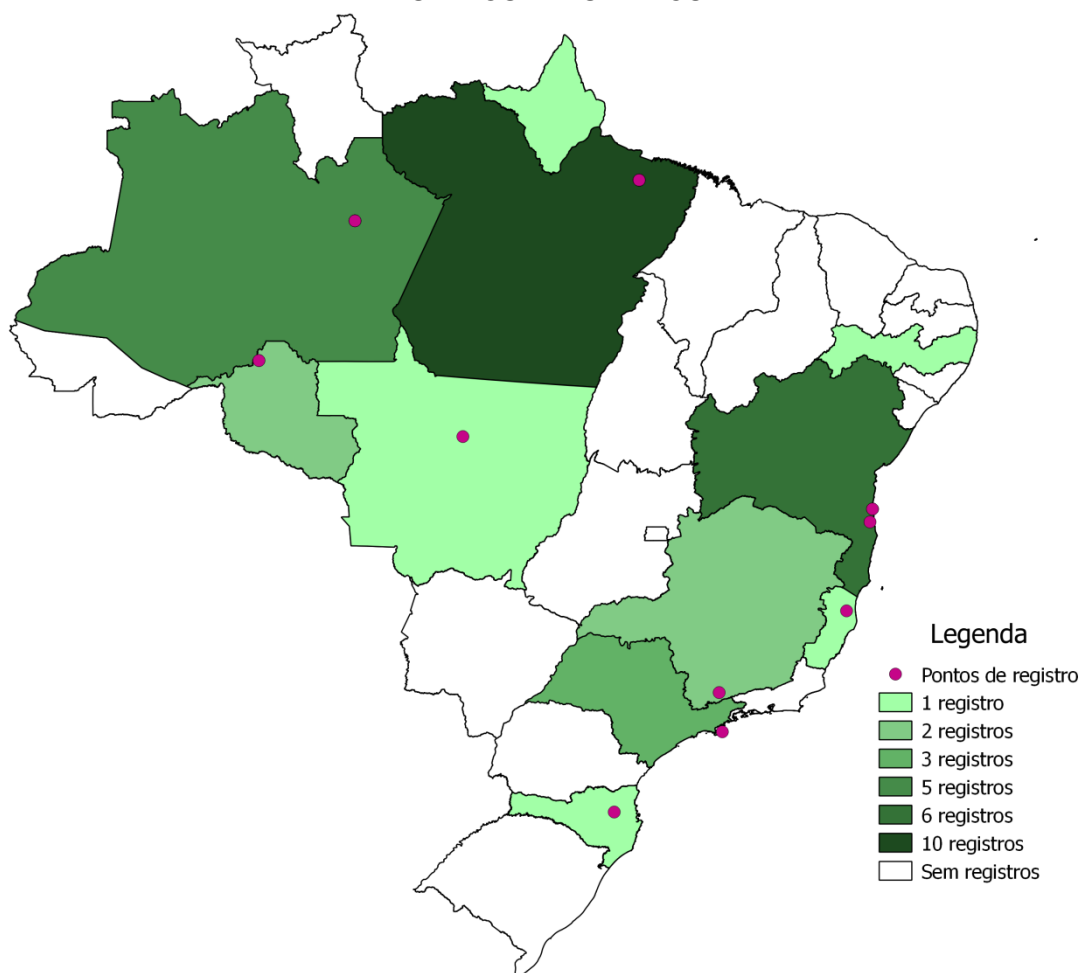 Legenda
Pontos de registro
1 registro
2 registros
3 registros
5 registros
6 registros
10 registros
Sem registros